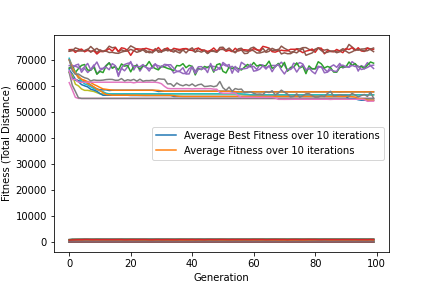 70000
60000
50000
40000
30000
20000
10000
0
Fitness (Total Distance)
Average Best Fitness over 10 iterations
Average Fitness over 10 iterations
0 20 40 60 80 100
Generation